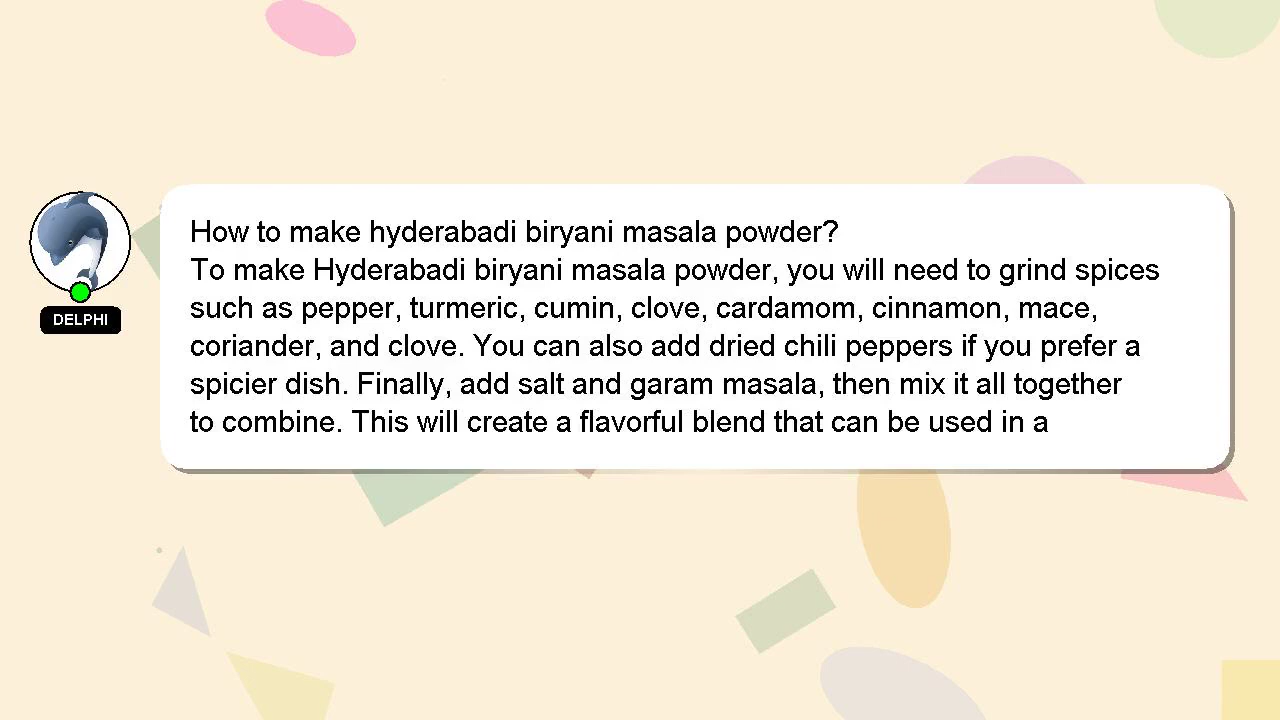 How to make hyderabadi biryani masala powder?
To make Hyderabadi biryani masala powder, you will need to grind spices
such as pepper, turmeric, cumin, clove, cardamom, cinnamon, mace,
coriander, and clove. You can also add dried chili peppers if you prefer a
spicier dish. Finally, add salt and garam masala, then mix it all together
to combine. This will create a flavorful blend that can be used in a
DELPHI